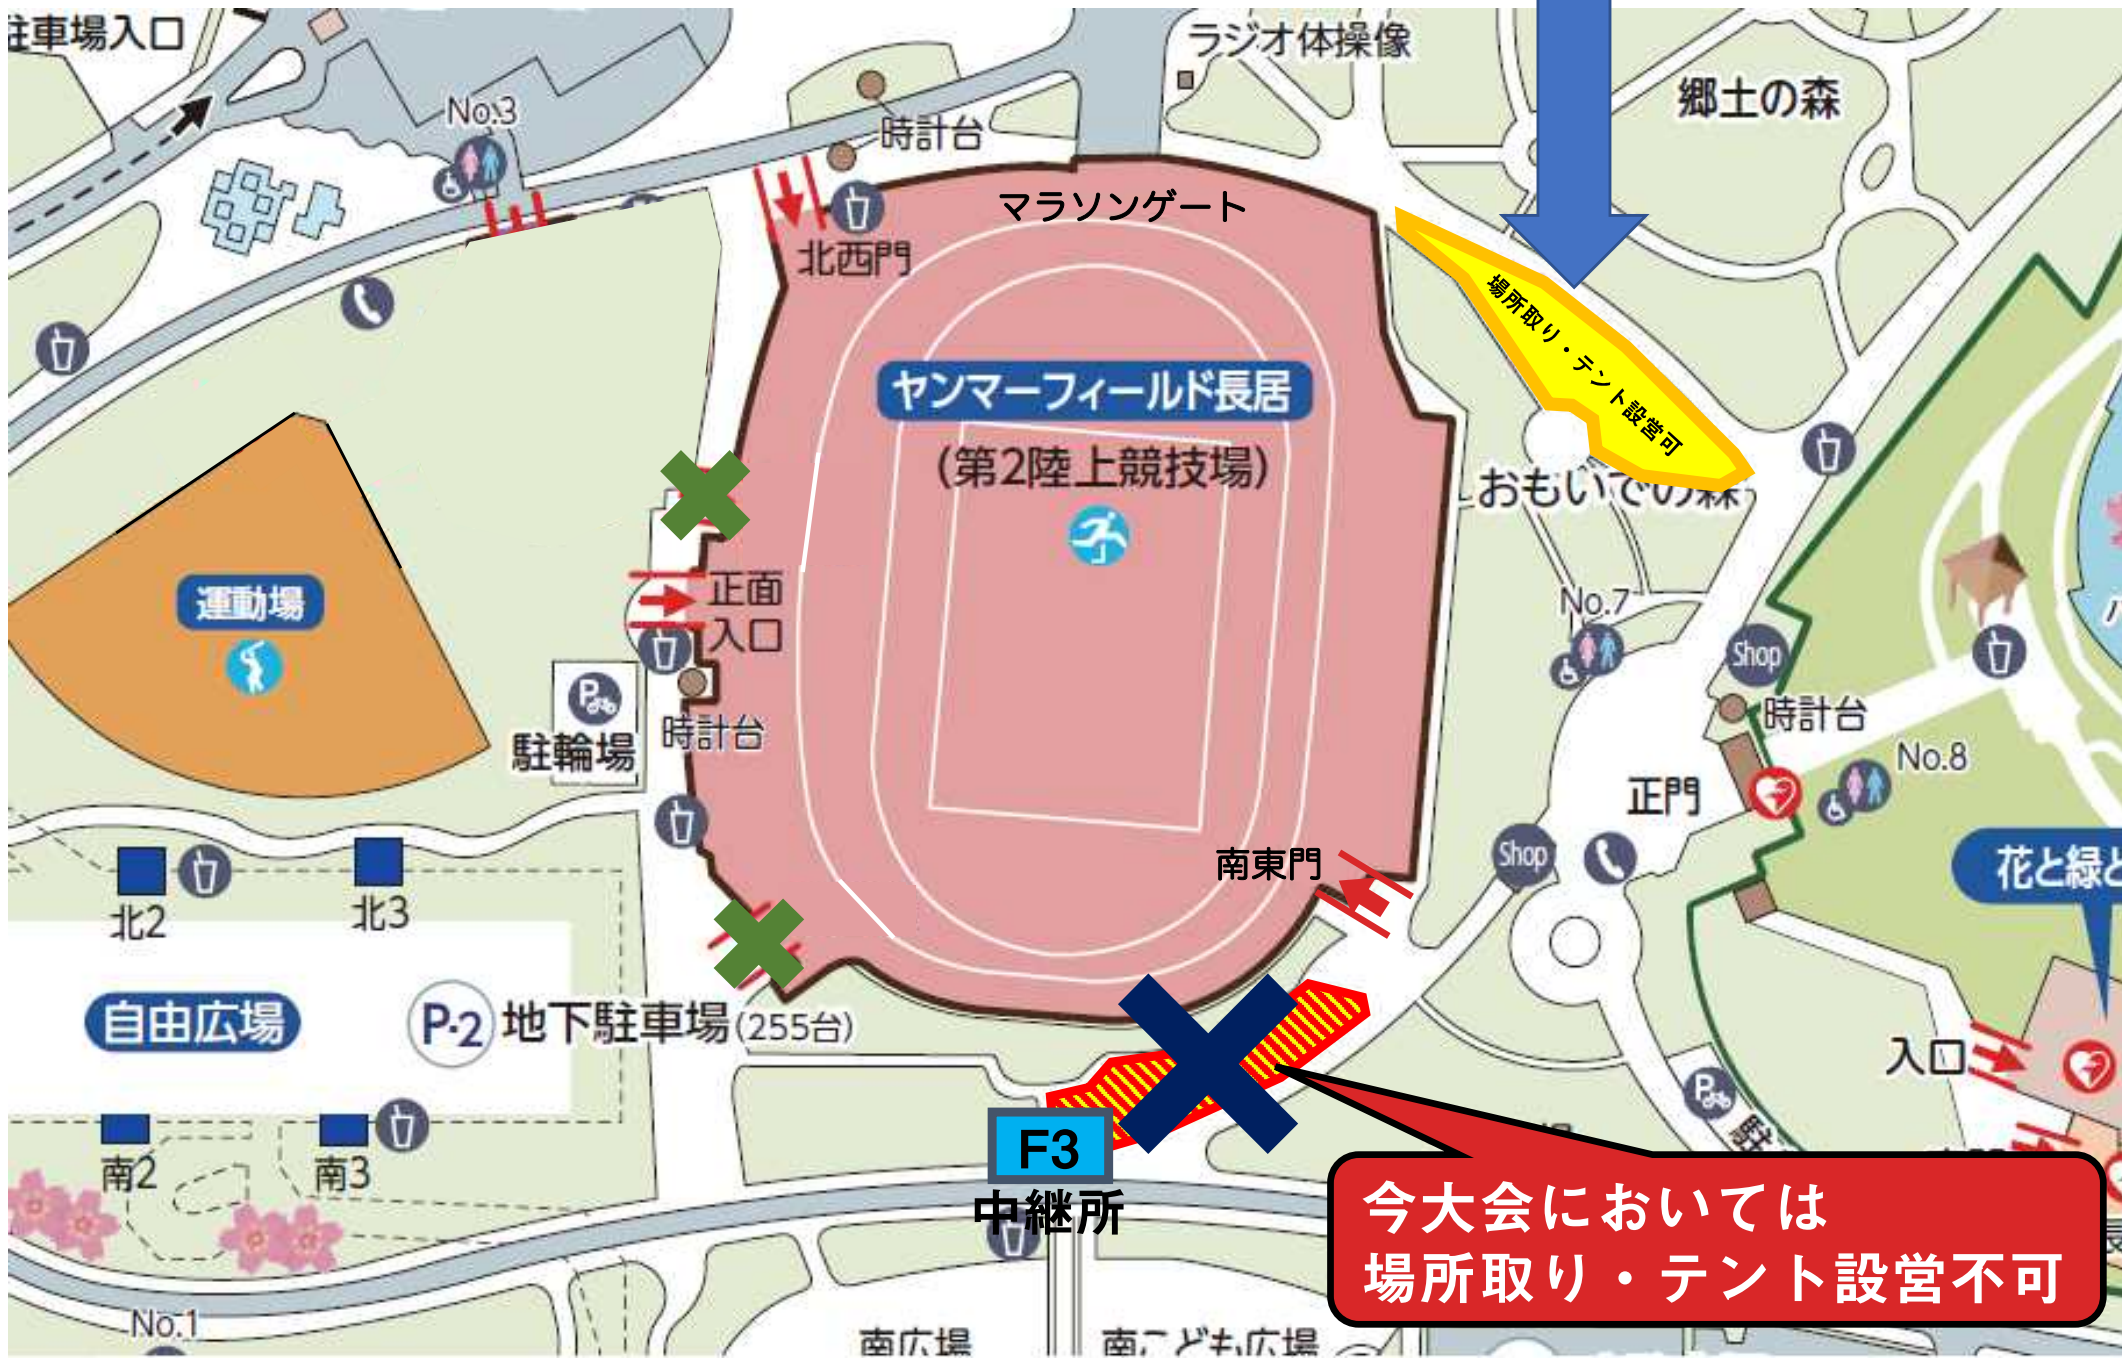 駐車場入口
ラジオ体操像
郷土の森
No.3
時計台
マラソンゲート
北西門
場所取り・テント設営可
ヤンマーフィールド長居
(第2陸上競技場)
おもいでの森
運動場
正面
入口
No.7
Shop
駐輪場
時計台
時計台
No.8
正門
南東門
Shop
花と緑と
北2
北3
自由広場
P-2
地下駐車場(255台)
入口
南2
南3
F3
中継所
今大会においては
場所取り・テント設営不可
No.1
南広場
南こども広場